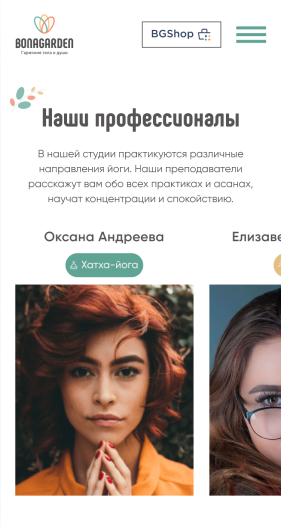 BONAGARDEN
Гармония тела и души
BGShop
Наши профессионалы
В нашей студии практикуются различные
направления йоги. Наши преподаватели
расскажут вам обо всех практиках и асанах,
научат концентрации и спокойствию.
Оксана Андреева
Елизаве
Хатха-йога